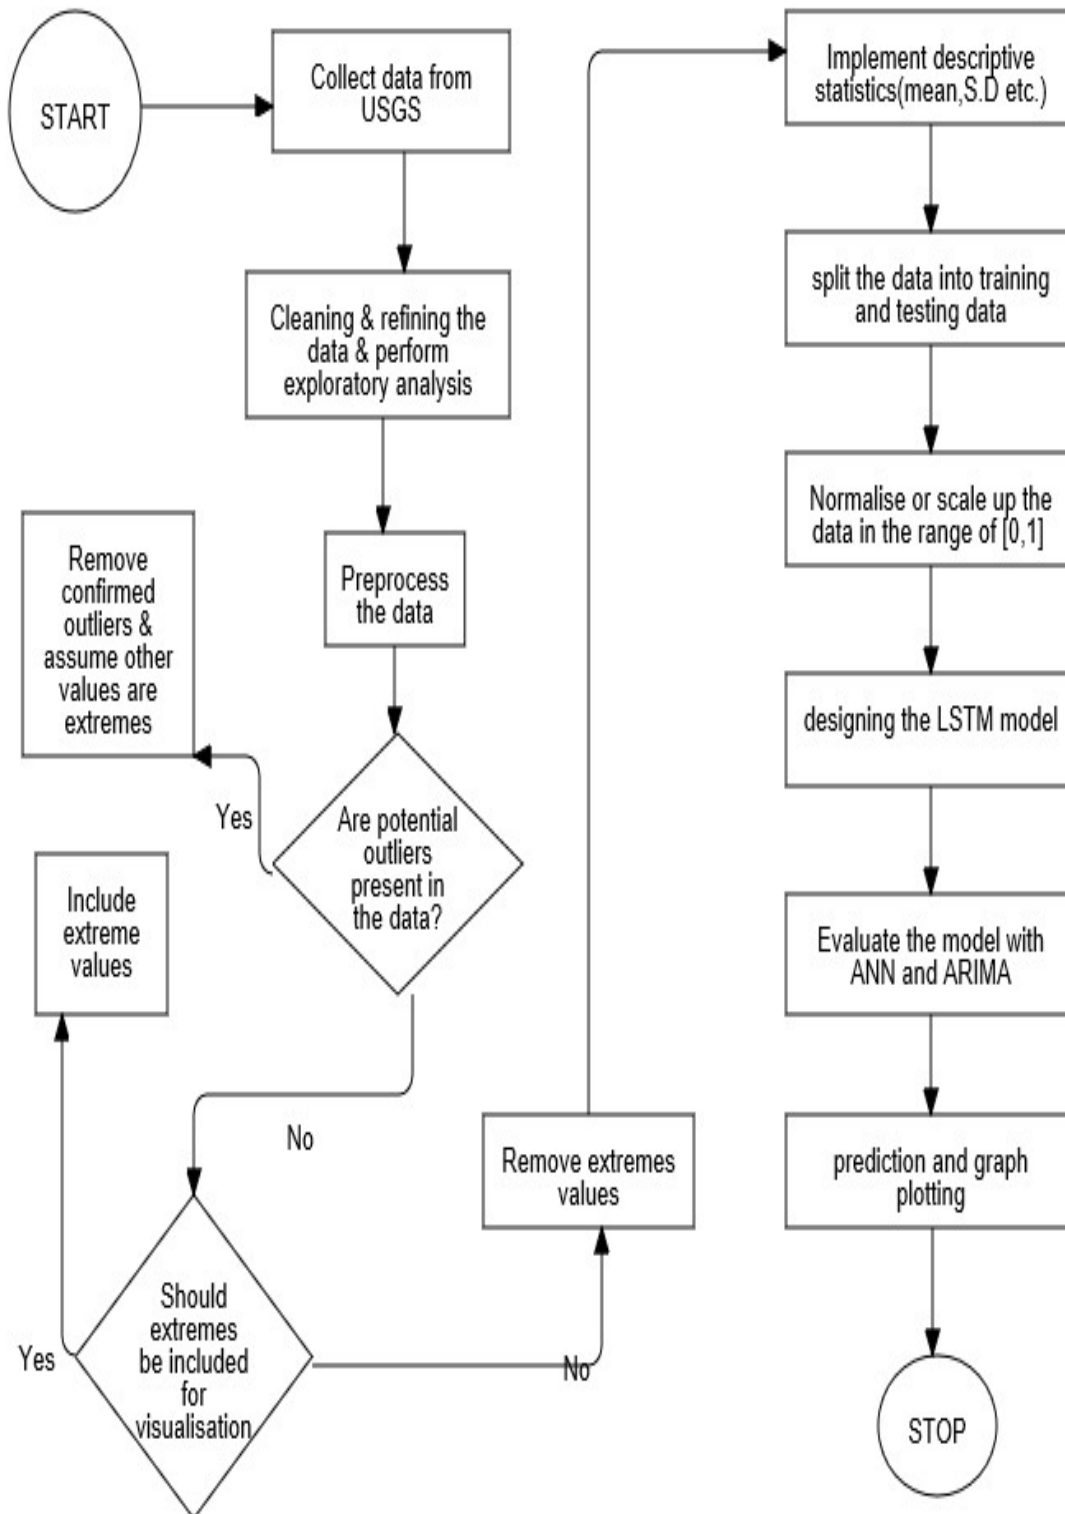 START
Collect data from
USGS
Cleaning & refining the
data & perform
exploratory analysis
Preprocess
the data
Remove
confirmed
outliers &
assume other
values are
extremes
Yes
Are potential
outliers
present in
the data?
Include
extreme
values
No
Remove extremes
values
Should
extremes
be included
for
visualisation
Yes
No
Implement descriptive
statistics(mean,S.D etc.)
split the data into training
and testing data
Normalise or scale up the
data in the range of [0,1]
designing the LSTM model
Evaluate the model with
ANN and ARIMA
prediction and graph
plotting
STOP